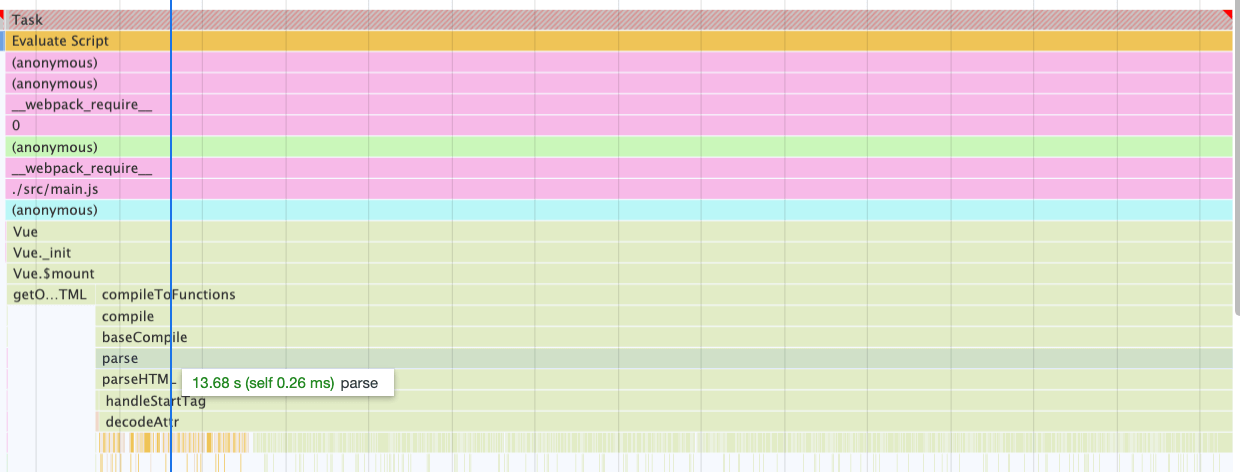 Task
Evaluate Script
(anonymous)
(anonymous)
__webpack_require__
0
(anonymous)
__webpack_require__
./src/main.js
(anonymous)
Vue
Vue._init
Vue.$mount
getO...TML compileToFunctions
compile
baseCompile
parse
parseHTML
13.68 s (self 0.26 ms) parse
handleStartTag
decodeAttr